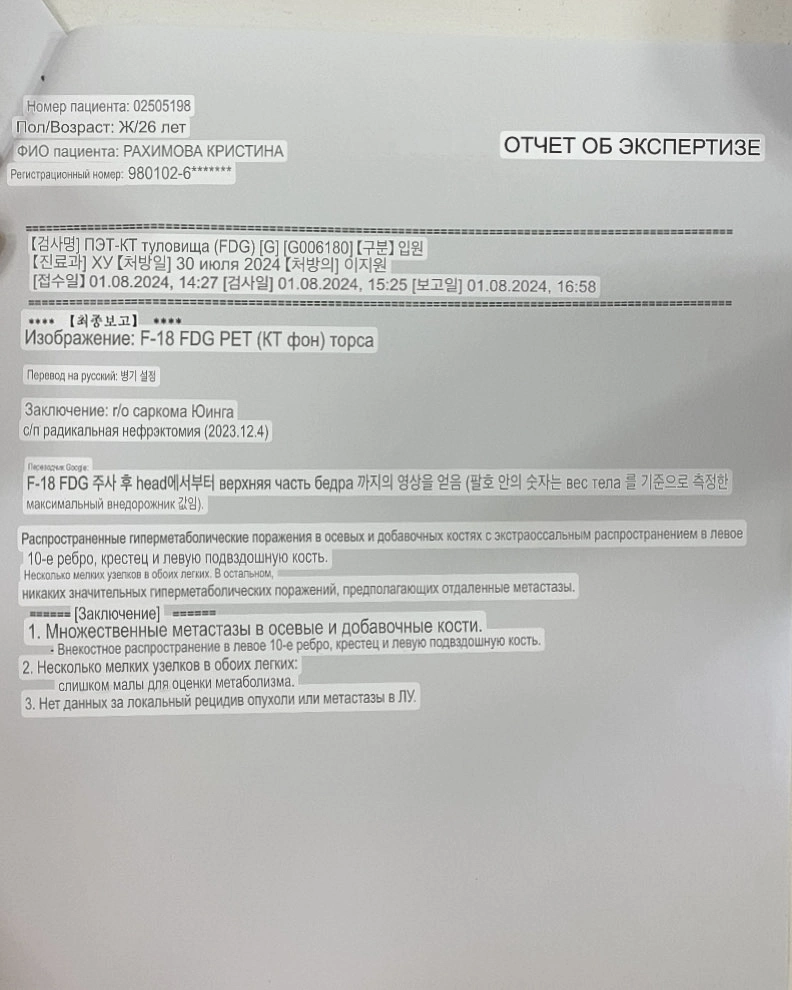 Номер пациента: 02505198
Пол/Возраст: Ж/26 лет
ФИО пациента: РАХИМОВА КРИСТИНА
ОТЧЕТ ОБ ЭКСПЕРТИЗЕ
Регистрационный номер: 980102-6*******
【검사명] ПЭТ-КТ туловища (FDG) [G] [G006180]【구분】입원
【진료과] ХУ【처방일] 30 июля 2024【처방의] 이지원
[접수일】01.08.2024, 14:27 [검사일] 01.08.2024, 15:25 [보고일] 01.08.2024, 16:58
**** 【최종보고】 ****
Изображение: F-18 FDG PET (КТ фон) торса
Перевод на русский: 병기 설정
Заключение: r/o саркома Юинга
с/п радикальная нефрэктомия (2023.12.4)
Переводчик Google:
F-18 FDG 주사 후 head에서부터 верхняя часть бедра 까지의 영상을 얻음 (괄호 안의 숫자는 вес тела 를 기준으로 측정한
максимальный внедорожник 값임).
Распространенные гиперметаболические поражения в осевых и добавочных костях с экстраоссальным распространением в левое
10-е ребро, крестец и левую подвздошную кость.
Несколько мелких узелков в обоих легких. В остальном,
никаких значительных гиперметаболических поражений, предполагающих отдаленные метастазы.
====== [Заключение] ======
1. Множественные метастазы в осевые и добавочные кости.
- Внекостное распространение в левое 10-е ребро, крестец и левую подвздошную кость.
2. Несколько мелких узелков в обоих легких:
слишком малы для оценки метаболизма.
3. Нет данных за локальный рецидив опухоли или метастазы в ЛУ.